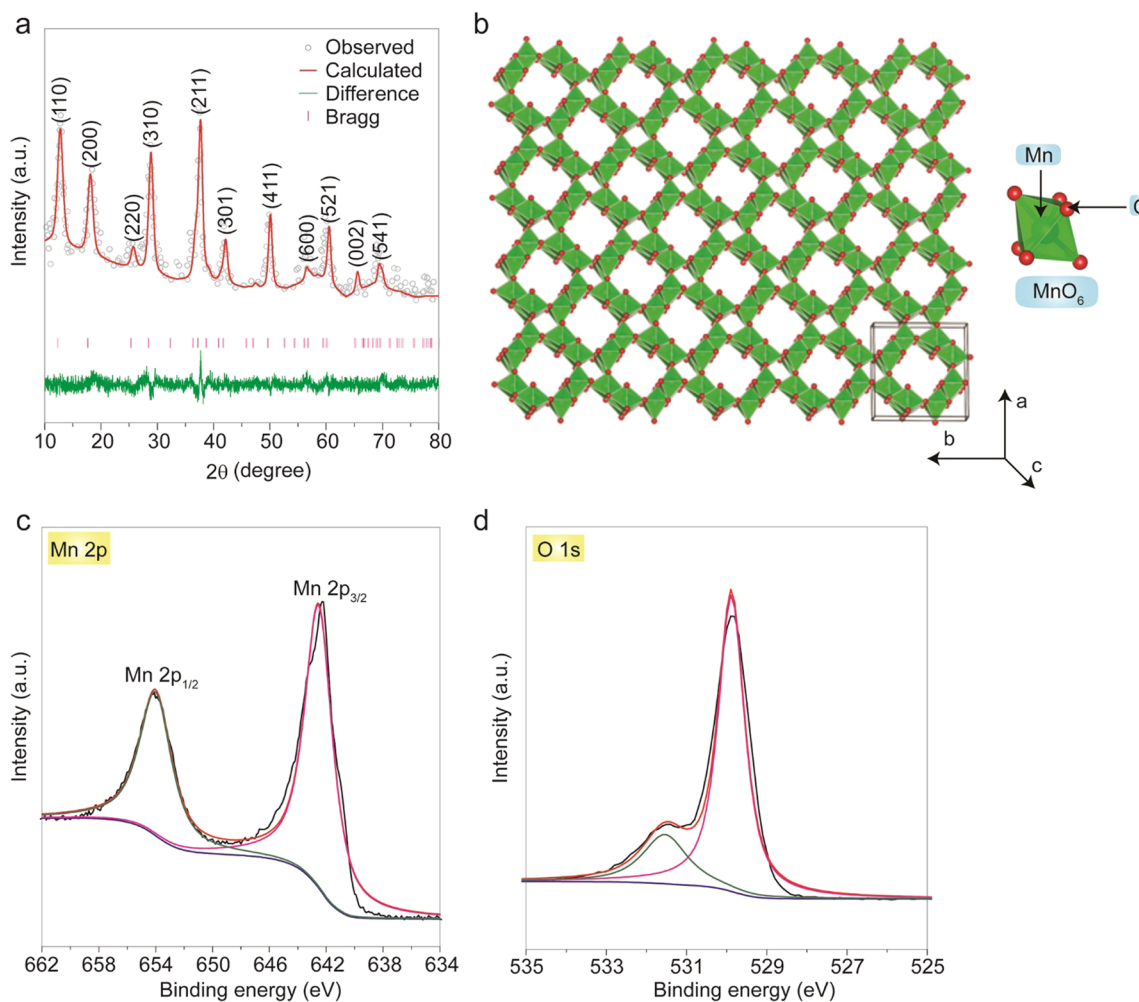 a
Observed
Calculated
Difference
Bragg
(110)
(200)
(220)
(310)
(211)
(301)
(411)
(600)
(521)
(002)
(541)
Intensity (a.u.)
10 20 30 40 50 60 70 80
2θ (degree)
b
Mn
MnO6
a
b
c
c
Mn 2p
Mn 2p1/2
Mn 2p3/2
Intensity (a.u.)
662 658 654 650 646 642 638 634
Binding energy (eV)
d
O 1s
Intensity (a.u.)
535 533 531 529 527 525
Binding energy (eV)